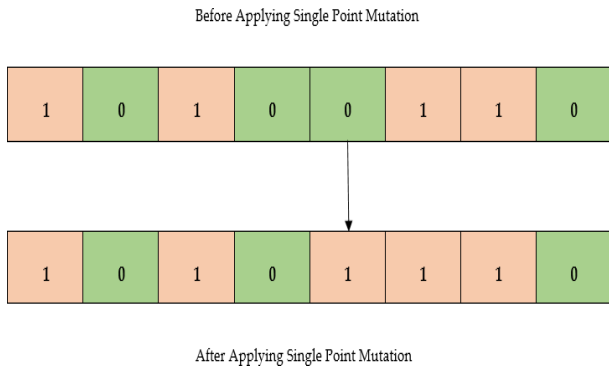 Before Applying Single Point Mutation
1 0 1 0 0 1 1 0
1 0 1 0 1 1 1 0
After Applying Single Point Mutation